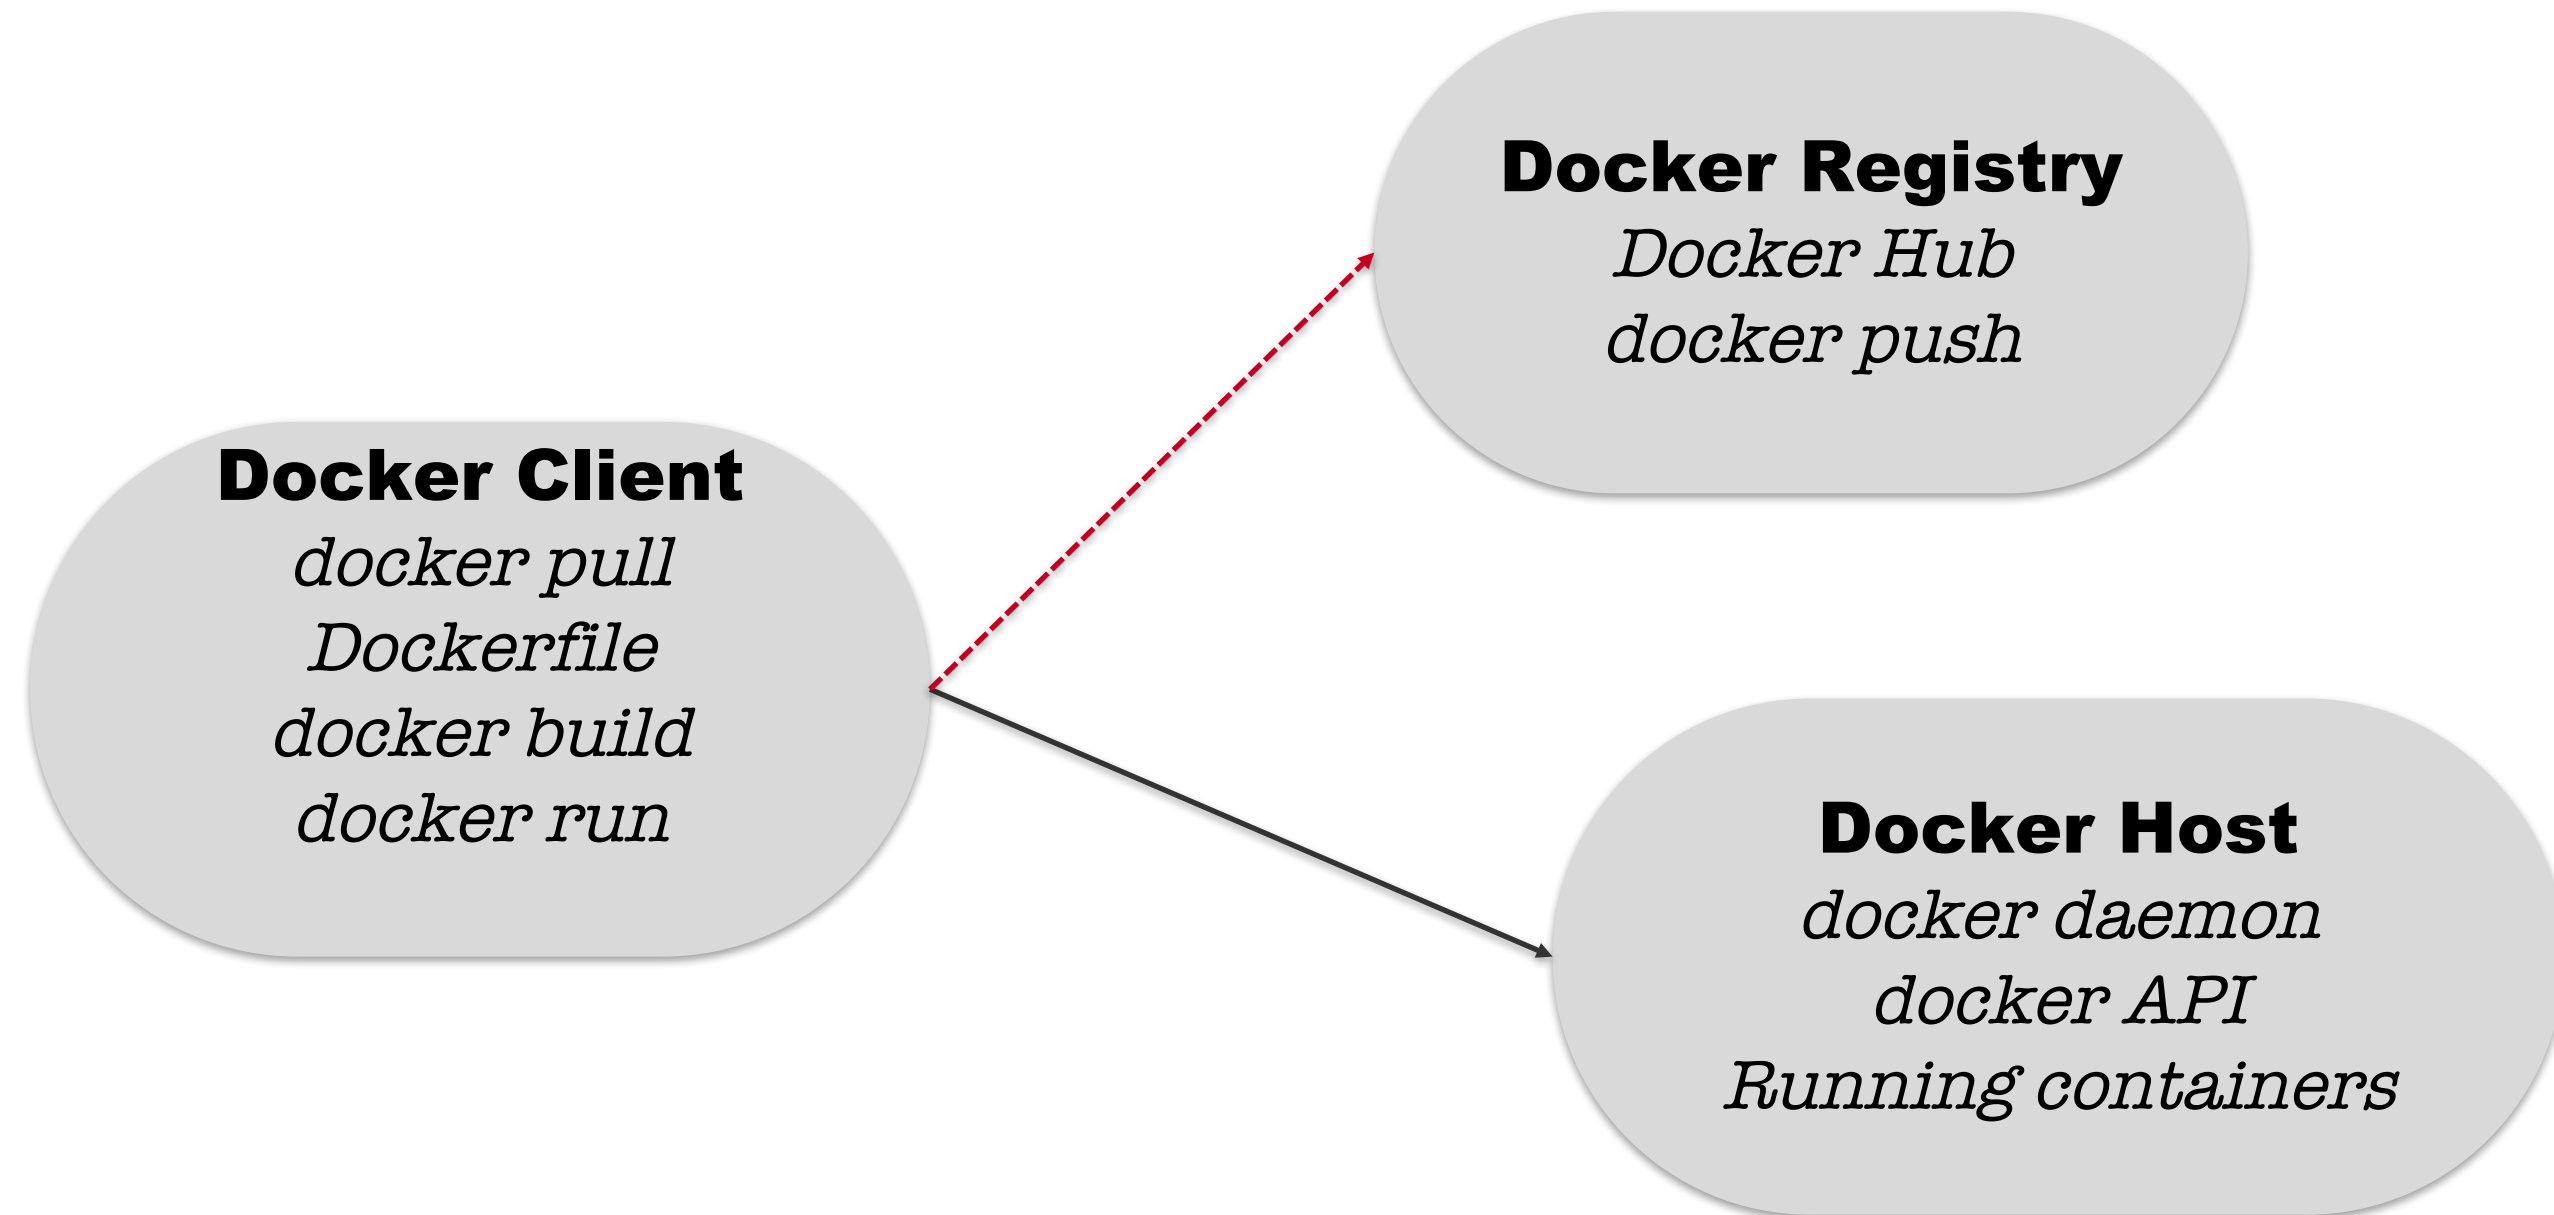 Docker Registry
Docker Hub
docker push
Docker Client
docker pull
Dockerfile
docker build
docker run
Docker Host
docker daemon
docker API
Running containers